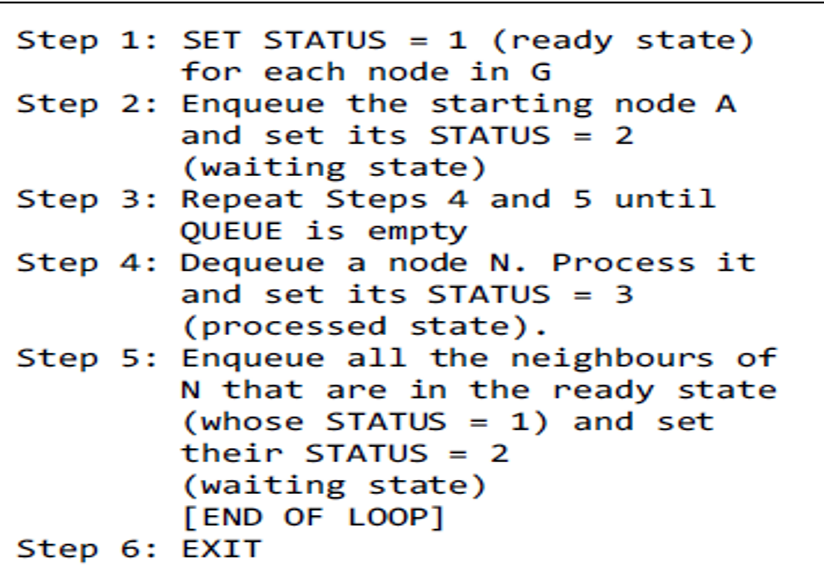 Step 1: SET STATUS = 1 (ready state)
for each node in G
Step 2: Enqueue the starting node A
and set its STATUS = 2
(waiting state)
Step 3: Repeat Steps 4 and 5 until
QUEUE is empty
Step 4: Dequeue a node N. Process it
and set its STATUS = 3
(processed state).
Step 5: Enqueue all the neighbours of
N that are in the ready state
(whose STATUS = 1) and set
their STATUS = 2
(waiting state)
[END OF LOOP]
Step 6: EXIT